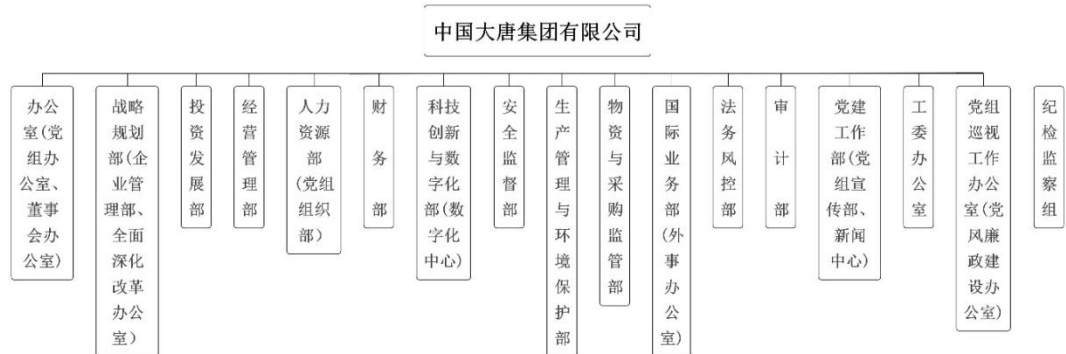 中国大唐集团有限公司
办公
室(党
组办
公室、
董事
会办
公室)
战略
规划
部(企
业管
理部、
全面
深化
改革
办公
室)
投资发展部
经营管理部
人力
资源
部
(党组
组织
部)
财务部
科技
创新
与数
字化
部(数
字化
中心)
安全监督部
生产管理与环境保护部
物资与采购监管部
国际业务部(外事办公室)
法务风控部
审计部
党建
工作
部(党
组宣
传部、
新闻
中心)
工委办公室
党组
巡视
工作
办公
室(党
风廉
政建
设办
公室)
纪检监察组